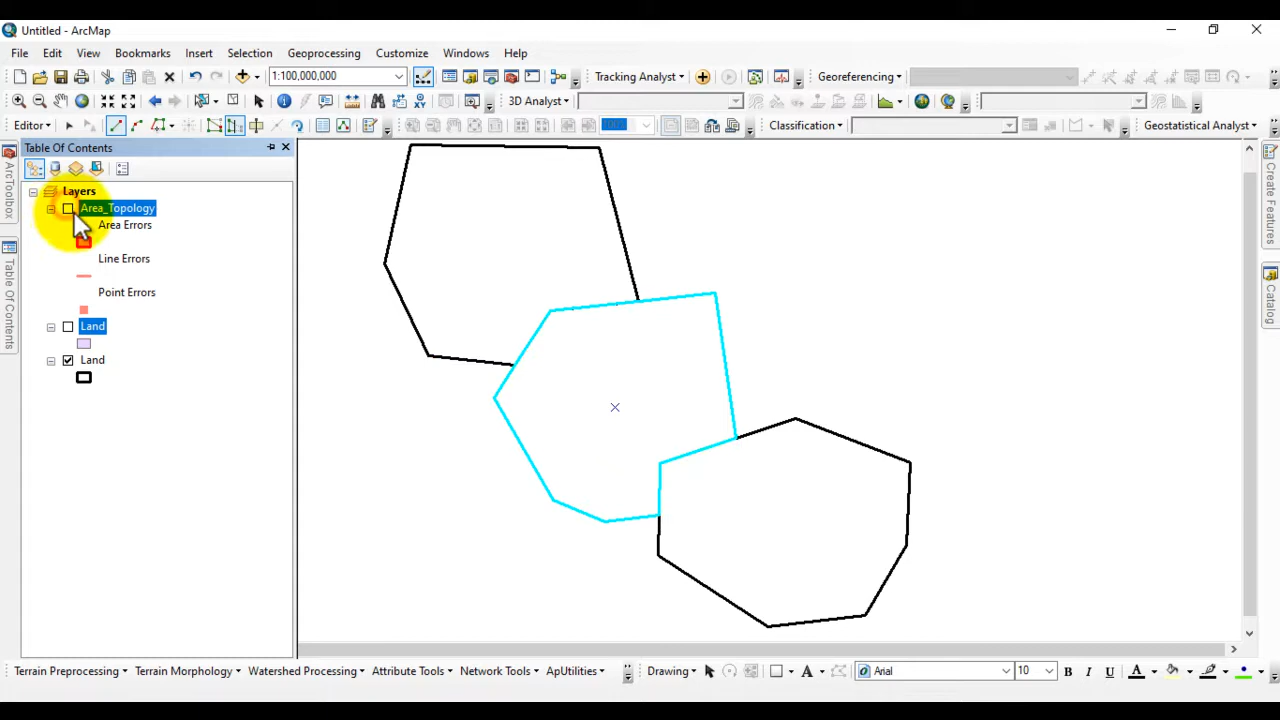 Untitled - ArcMap
File Edit View Bookmarks Insert Selection Geoprocessing Customize Windows Help
1:100,000,000 Tracking Analyst Georeferencing
3D Analyst
Editor Classification Geostatistical Analyst
Table Of Contents
ArcToolbox
Table Of Contents
Layers
Area_Topology
Area Errors
Line Errors
Point Errors
Land
Land
Create Features
Catalog
Terrain Preprocessing Terrain Morphology Watershed Processing Attribute Tools Network Tools ApUtilities Drawing Arial 10 B I U A